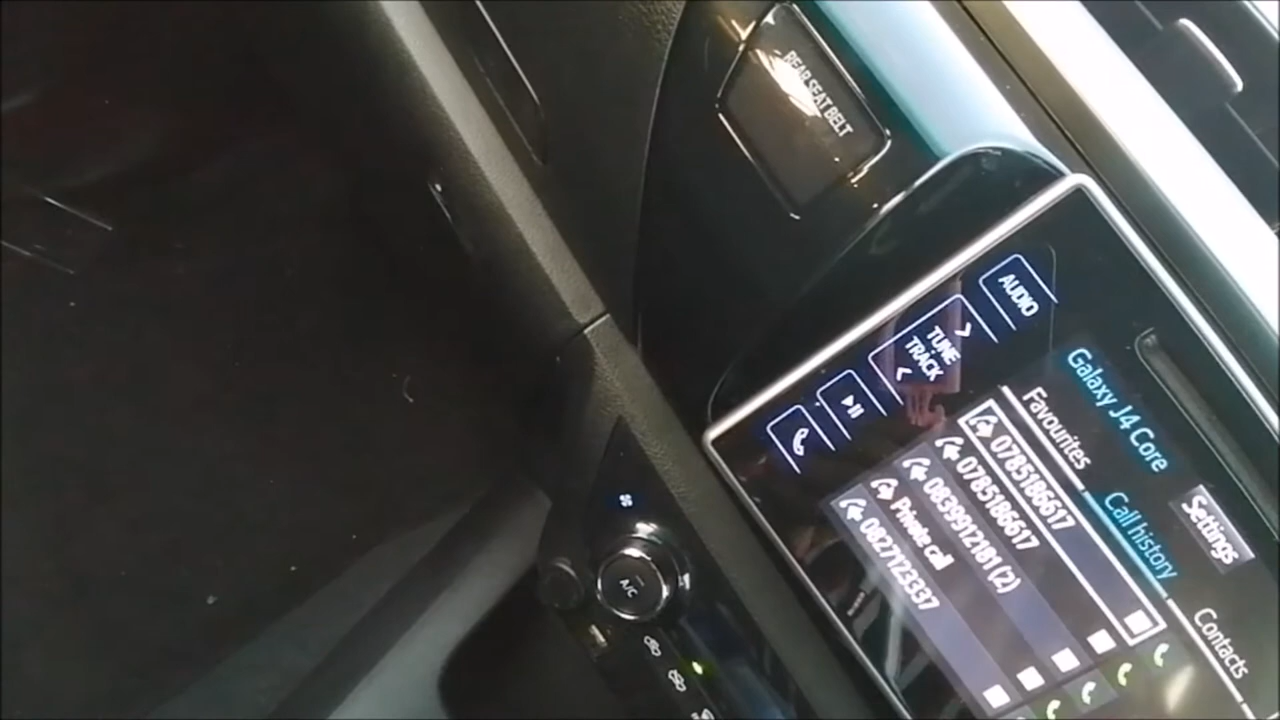 REAR SEAT BELT
AUDIO
TUNE
TRACK
Galaxy J4 Core
Settings
Favourites
Call history
Contacts
0785186617
0785186617
0839912181 (2)
Private call
0827123337
A/C